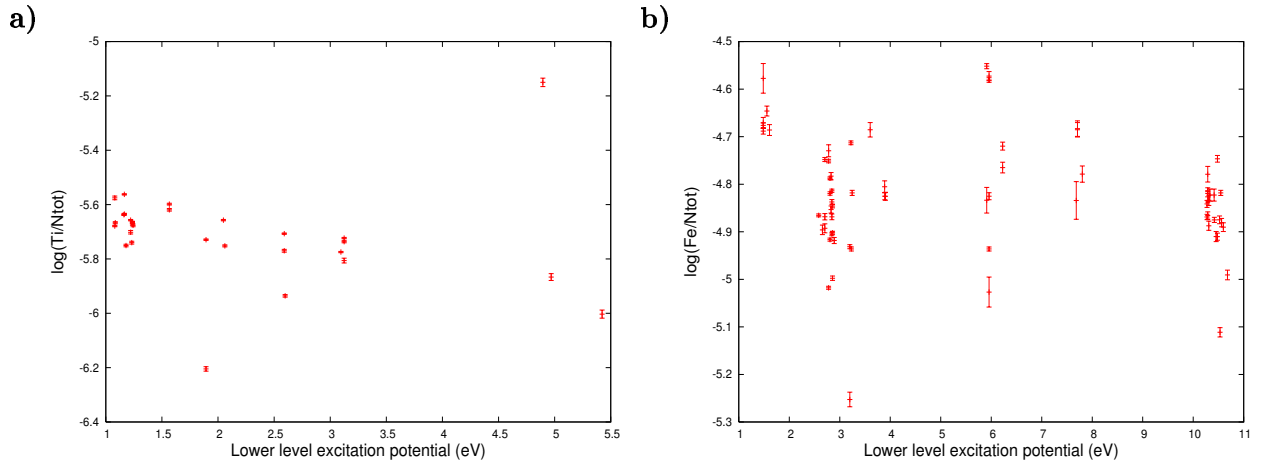 a)
-5
-5.2
-5.4
-5.6
-5.8
-6
-6.2
-6.4
log(Ti/Ntot)
1 1.5 2 2.5 3 3.5 4 4.5 5 5.5
Lower level excitation potential (eV)
b)
-4.5
-4.6
-4.7
-4.8
-4.9
-5
-5.1
-5.2
-5.3
log(Fe/Ntot)
1 2 3 4 5 6 7 8 9 10 11
Lower level excitation potential (eV)